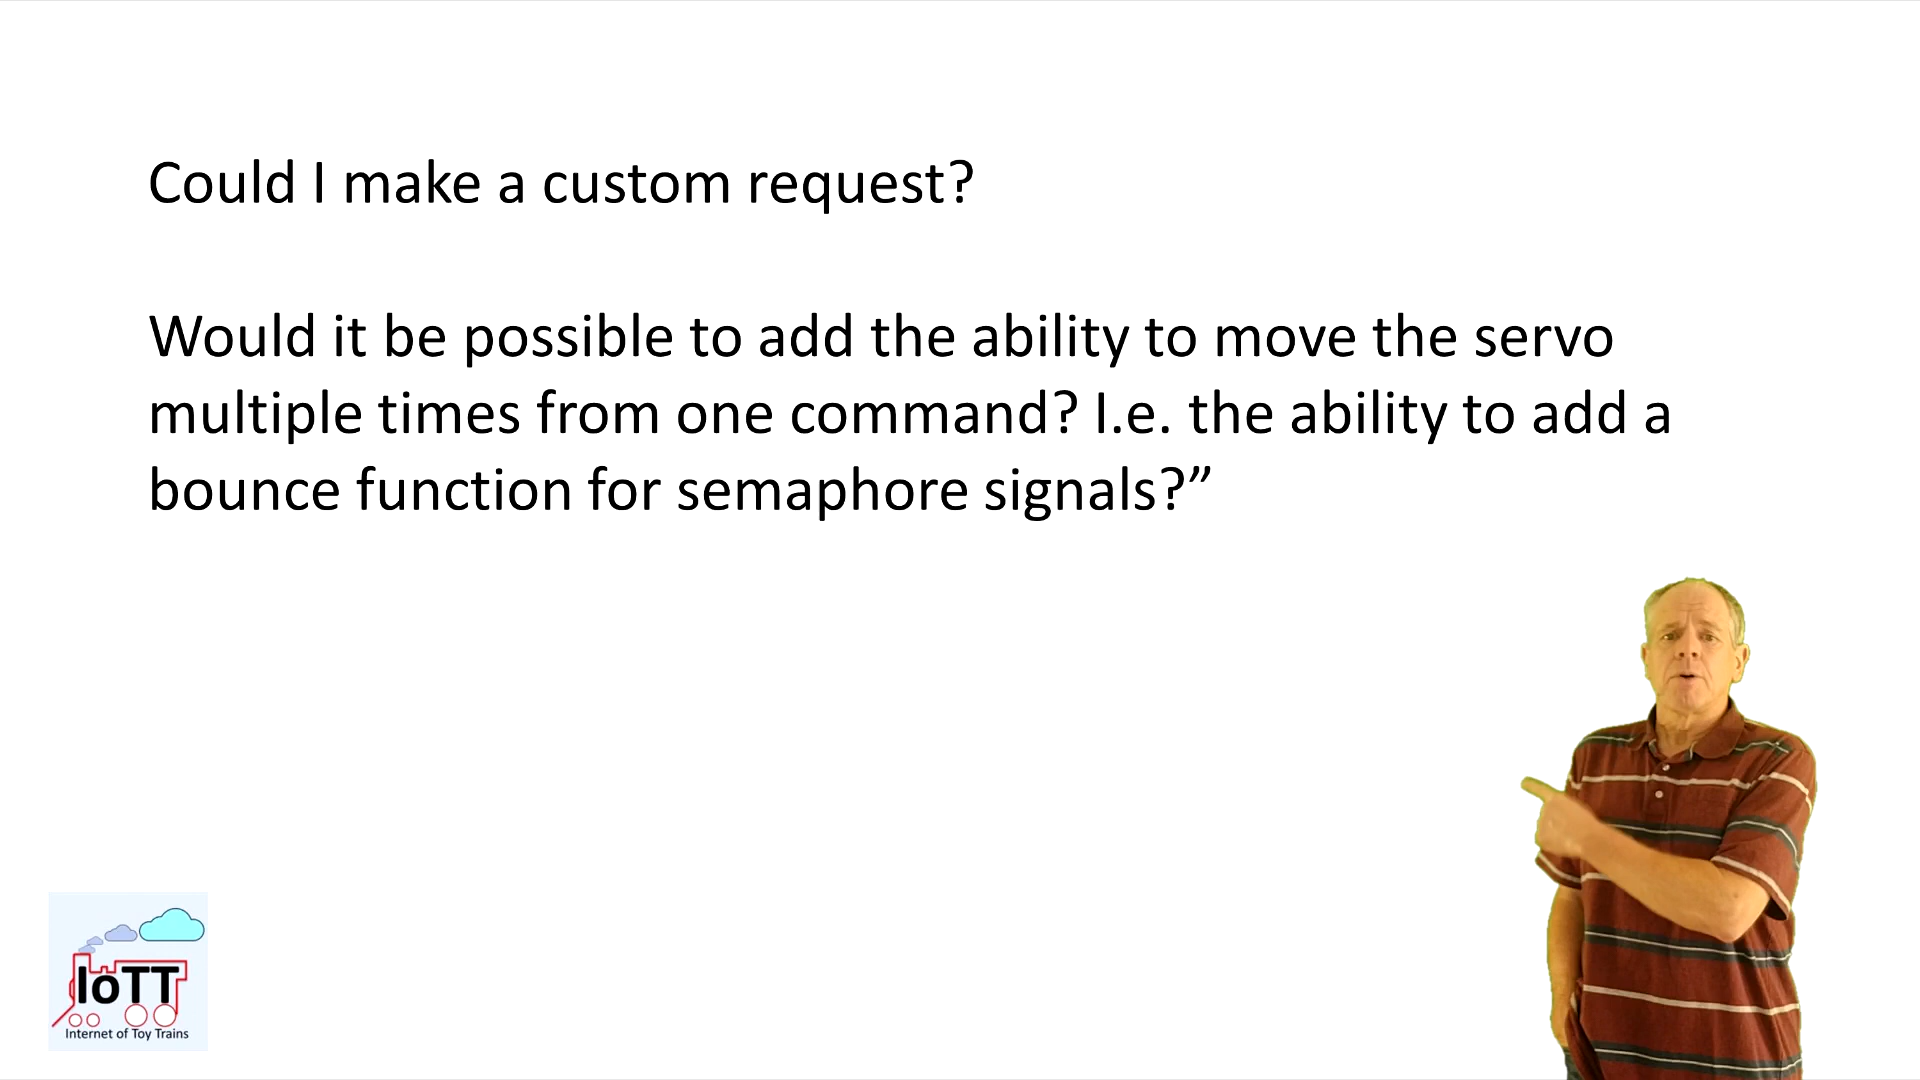 Could I make a custom request?
Would it be possible to add the ability to move the servo
multiple times from one command? I.e. the ability to add a
bounce function for semaphore signals?”
IoTT
Internet of Toy Trains